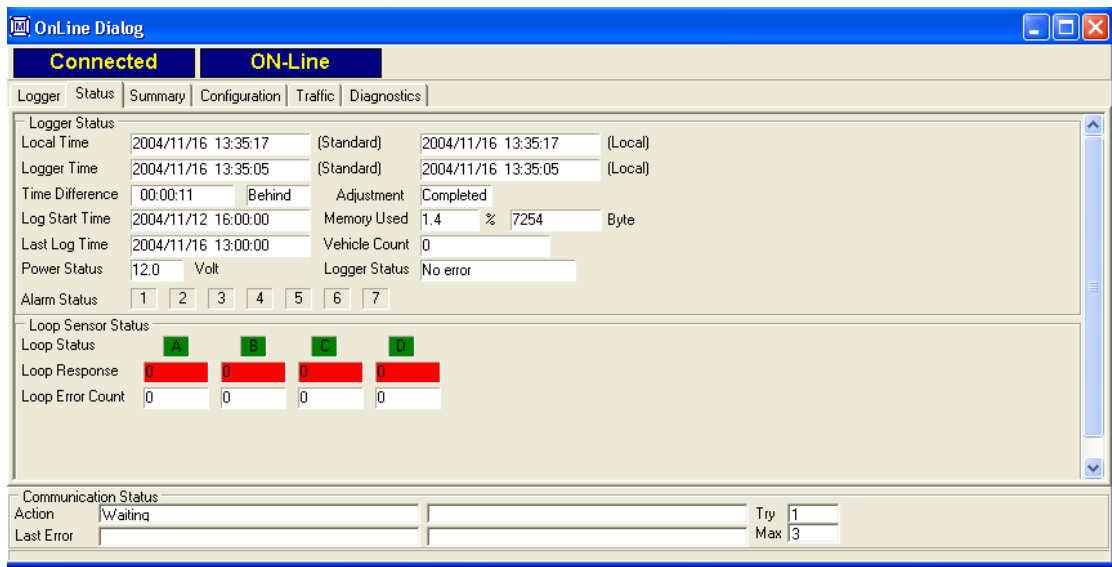 OnLine Dialog
Connected ON-Line
Logger Status Summary Configuration Traffic Diagnostics
Logger Status
Local Time 2004/11/16 13:35:17 (Standard) 2004/11/16 13:35:17 (Local)
Logger Time 2004/11/16 13:35:05 (Standard) 2004/11/16 13:35:05 (Local)
Time Difference 00:00:11 Behind Adjustment Completed
Log Start Time 2004/11/12 16:00:00 Memory Used 1.4 % 7254 Byte
Last Log Time 2004/11/16 13:00:00 Vehicle Count 0
Power Status 12.0 Volt Logger Status No error
Alarm Status 1 2 3 4 5 6 7
Loop Sensor Status
Loop Status A B C D
Loop Response 0 0 0 0
Loop Error Count 0 0 0 0
Communication Status
Action Waiting Try 1
Last Error Max 3